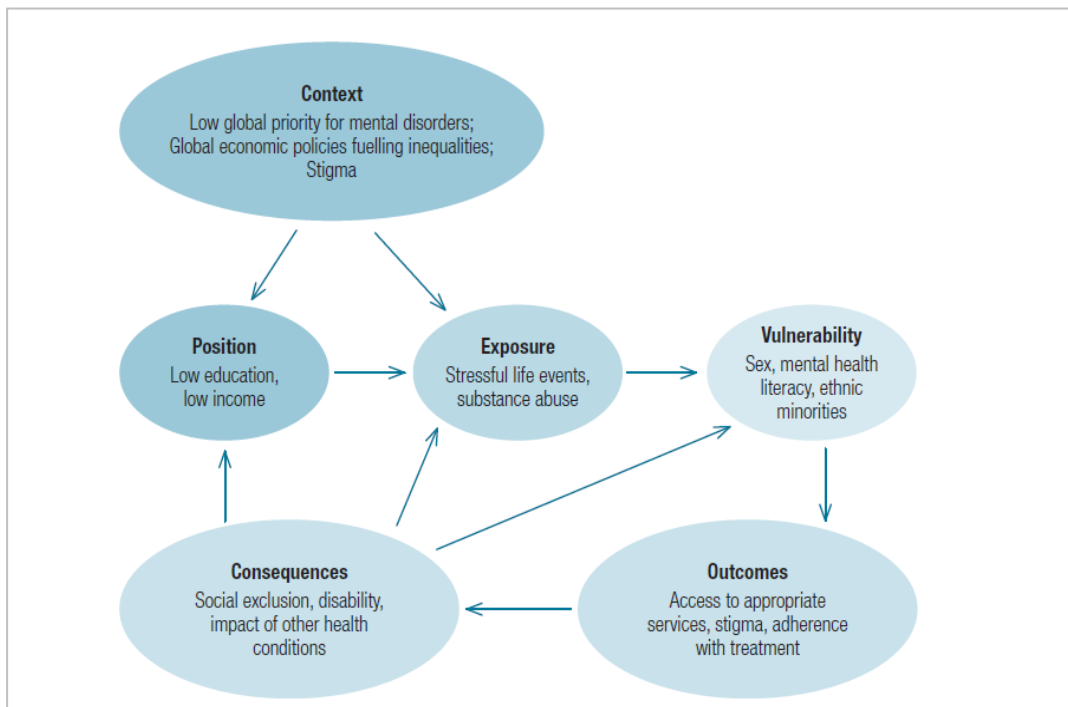 Context
Low global priority for mental disorders;
Global economic policies fuelling inequalities;
Stigma
Position
Low education,
low income
Exposure
Stressful life events,
substance abuse
Vulnerability
Sex, mental health
literacy, ethnic
minorities
Consequences
Social exclusion, disability,
impact of other health
conditions
Outcomes
Access to appropriate
services, stigma, adherence
with treatment